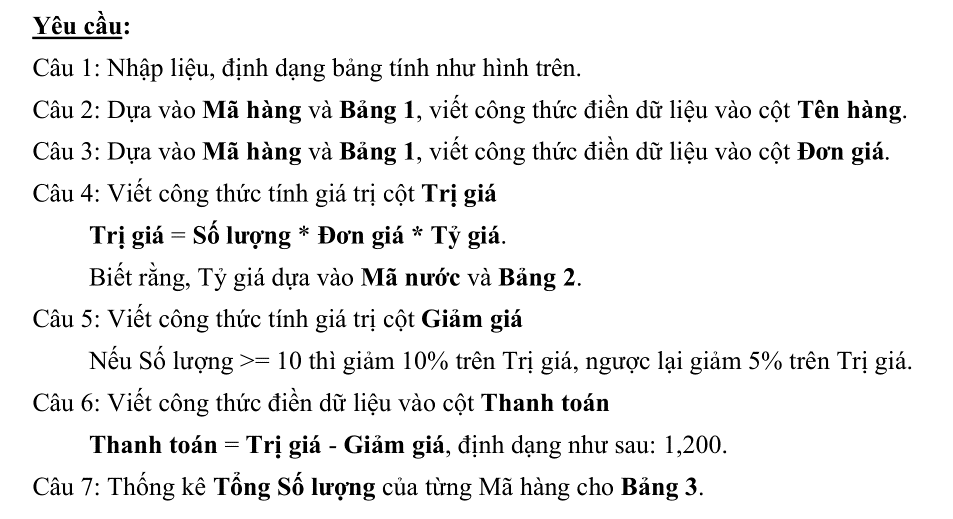 Yêu cầu:
Câu 1: Nhập liệu, định dạng bảng tính như hình trên.
Câu 2: Dựa vào Mã hàng và Bảng 1, viết công thức điền dữ liệu vào cột Tên hàng.
Câu 3: Dựa vào Mã hàng và Bảng 1, viết công thức điền dữ liệu vào cột Đơn giá.
Câu 4: Viết công thức tính giá trị cột Trị giá
Trị giá = Số lượng * Đơn giá * Tỷ giá.
Biết rằng, Tỷ giá dựa vào Mã nước và Bảng 2.
Câu 5: Viết công thức tính giá trị cột Giảm giá
Nếu Số lượng >= 10 thì giảm 10% trên Trị giá, ngược lại giảm 5% trên Trị giá.
Câu 6: Viết công thức điền dữ liệu vào cột Thanh toán
Thanh toán = Trị giá - Giảm giá, định dạng như sau: 1,200.
Câu 7: Thống kê Tổng Số lượng của từng Mã hàng cho Bảng 3.